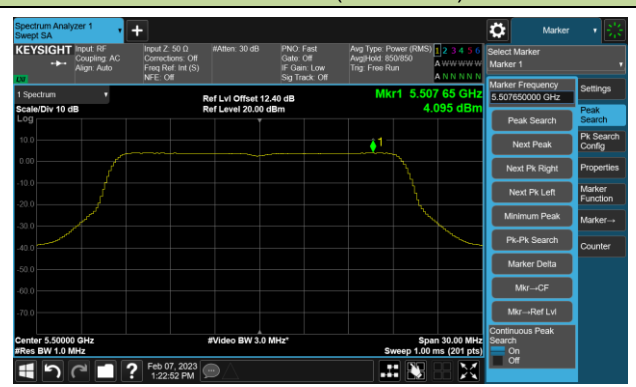 Spectrum Analyzer 1
Swept SA
+
Marker
KEYSIGHT
Input: RF
Coupling: AC
Align: Auto
Input Z: 50 Ω
Corrections: Off
Freq Ref: Int (S)
NFE: Off
#Atten: 30 dB
PNO: Fast
Gate: Off
IF Gain: Low
Sig Track: Off
Avg Type: Power (RMS)
Avg|Hold: 850/850
Trig: Free Run
1 2 3 4 5 6
A W W W W W
A N N N N N
Select Marker
Marker 1
1 Spectrum
Scale/Div 10 dB
Log
Ref Lvl Offset 12.40 dB
Ref Level 20.00 dBm
Mkr1 5.507 65 GHz
4.095 dBm
10.0
0.00
-10.0
-20.0
-30.0
-40.0
-50.0
-60.0
-70.0
1
Center 5.50000 GHz
#Res BW 1.0 MHz
#Video BW 3.0 MHz*
Span 30.00 MHz
Sweep 1.00 ms (201 pts)
Marker Frequency
5.507650000 GHz
Peak Search
Next Peak
Next Pk Right
Next Pk Left
Minimum Peak
Pk-Pk Search
Marker Delta
Mkr→CF
Mkr→Ref Lvl
Continuous Peak
Search
On
Off
Settings
Peak
Search
Pk Search
Config
Properties
Marker
Function
Marker→
Counter
?
Feb 07, 2023
1:22:52 PM